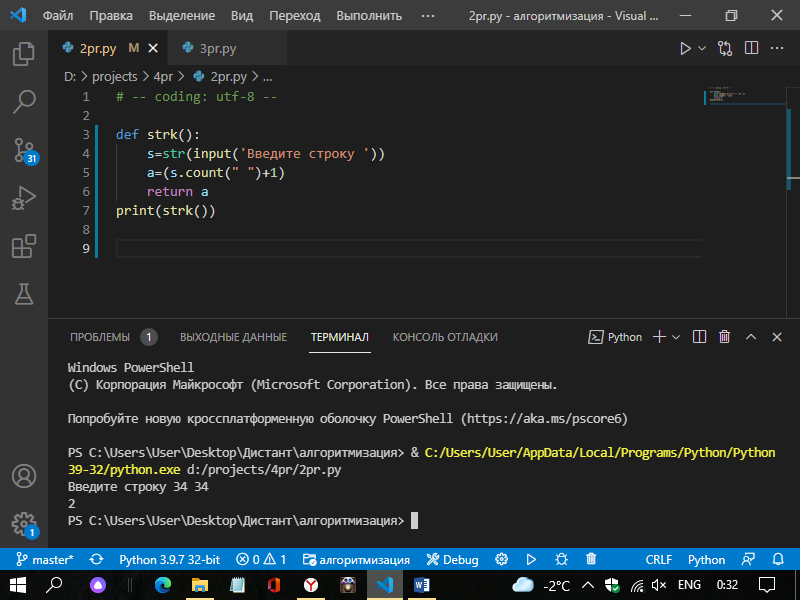 Файл Правка Выделение Вид Переход Выполнить ··· 2pr.py - алгоритмизация - Visual ...
2pr.py M 3pr.py
D: > projects > 4pr > 2pr.py > ...
1 # -- coding: utf-8 --
2
3 def strk():
4 s=str(input('Введите строку '))
5 a=(s.count(" ")+1)
6 return a
7 print(strk())
8
9
31
ПРОБЛЕМЫ 1 ВЫХОДНЫЕ ДАННЫЕ ТЕРМИНАЛ КОНСОЛЬ ОТЛАДКИ Python
Windows PowerShell
(C) Корпорация Майкрософт (Microsoft Corporation). Все права защищены.
Попробуйте новую кроссплатформенную оболочку PowerShell (https://aka.ms/pscore6)
PS C:\Users\User\Desktop\Дистант\алгоритмизация> & C:/Users/User/AppData/Local/Programs/Python/Python
39-32/python.exe d:/projects/4pr/2pr.py
Введите строку 34 34
2
PS C:\Users\User\Desktop\Дистант\алгоритмизация>
1
master* Python 3.9.7 32-bit 0 1 алгоритмизация Debug CRLF Python
-2°C ENG 0:32